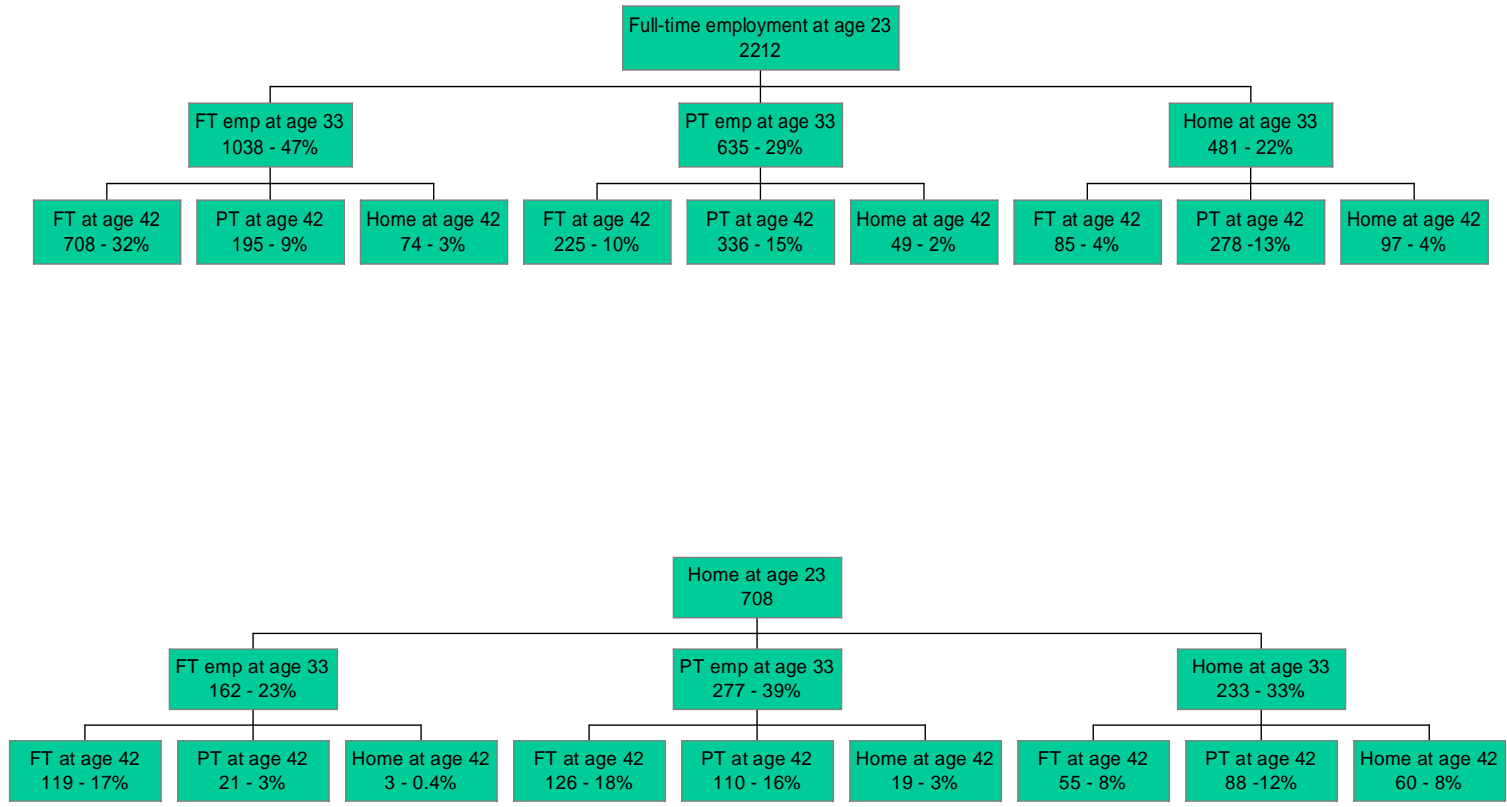 Full-time employment at age 23
2212
FT emp at age 33
1038 - 47%
PT emp at age 33
635 - 29%
Home at age 33
481 - 22%
FT at age 42
708 - 32%
PT at age 42
195 - 9%
Home at age 42
74 - 3%
FT at age 42
225 - 10%
PT at age 42
336 - 15%
Home at age 42
49 - 2%
FT at age 42
85 - 4%
PT at age 42
278 -13%
Home at age 42
97 - 4%
Home at age 23
708
FT emp at age 33
162 - 23%
PT emp at age 33
277 - 39%
Home at age 33
233 - 33%
FT at age 42
119 - 17%
PT at age 42
21 - 3%
Home at age 42
3 - 0.4%
FT at age 42
126 - 18%
PT at age 42
110 - 16%
Home at age 42
19 - 3%
FT at age 42
55 - 8%
PT at age 42
88 -12%
Home at age 42
60 - 8%